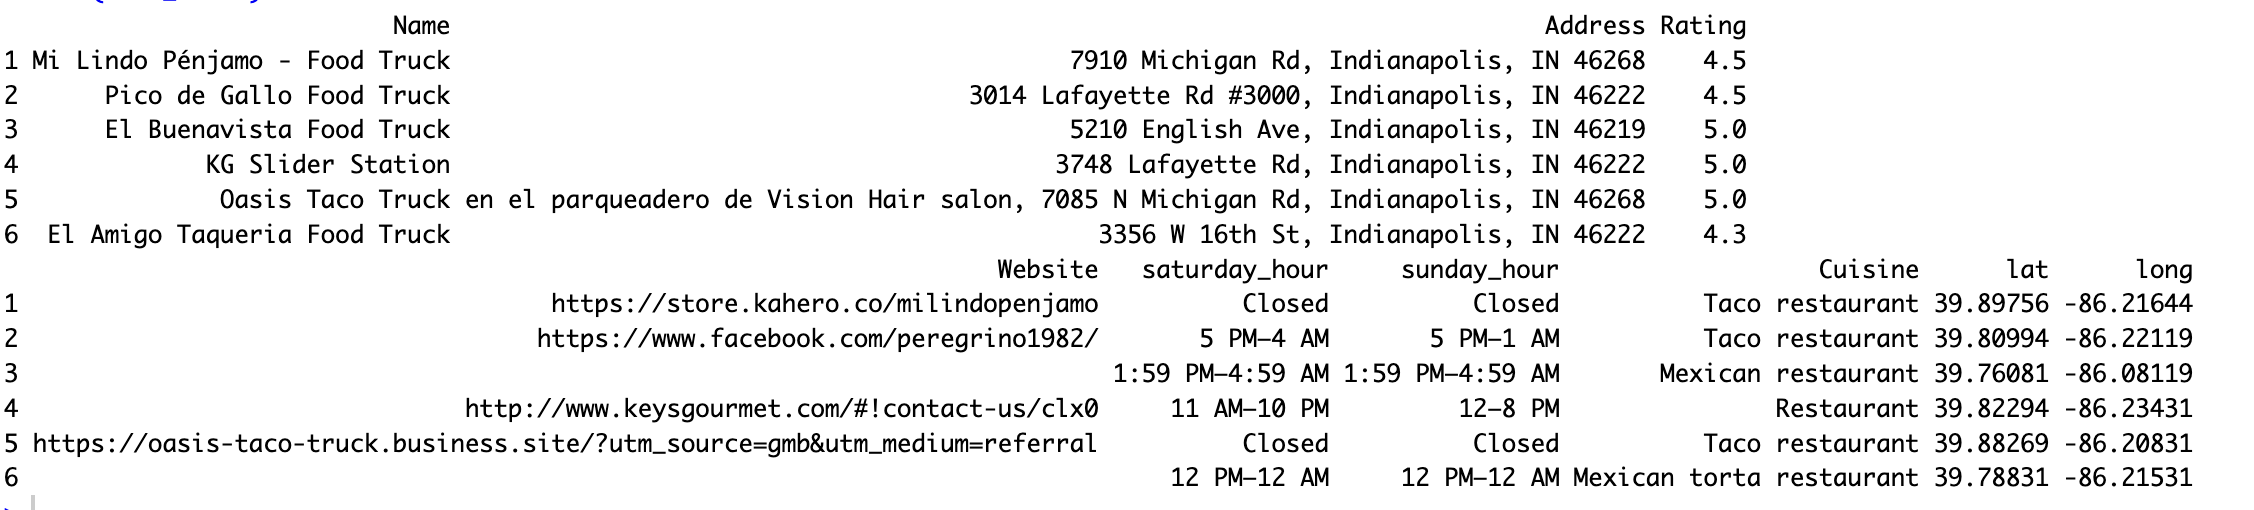 Name Address Rating
1 Mi Lindo Pénjamo - Food Truck 7910 Michigan Rd, Indianapolis, IN 46268 4.5
2 Pico de Gallo Food Truck 3014 Lafayette Rd #3000, Indianapolis, IN 46222 4.5
3 El Buenavista Food Truck 5210 English Ave, Indianapolis, IN 46219 5.0
4 KG Slider Station 3748 Lafayette Rd, Indianapolis, IN 46222 5.0
5 Oasis Taco Truck en el parqueadero de Vision Hair salon, 7085 N Michigan Rd, Indianapolis, IN 46268 5.0
6 El Amigo Taqueria Food Truck 3356 W 16th St, Indianapolis, IN 46222 4.3
Website saturday_hour sunday_hour Cuisine lat long
1 https://store.kahero.co/milindopenjamo Closed Closed Taco restaurant 39.89756 -86.21644
2 https://www.facebook.com/peregrino1982/ 5 PM–4 AM 5 PM–1 AM Taco restaurant 39.80994 -86.22119
3 1:59 PM–4:59 AM 1:59 PM–4:59 AM Mexican restaurant 39.76081 -86.08119
4 http://www.keysgourmet.com/#!contact-us/clx0 11 AM–10 PM 12–8 PM Restaurant 39.82294 -86.23431
5 https://oasis-taco-truck.business.site/?utm_source=gmb&utm_medium=referral Closed Closed Taco restaurant 39.88269 -86.20831
6 12 PM–12 AM 12 PM–12 AM Mexican torta restaurant 39.78831 -86.21531